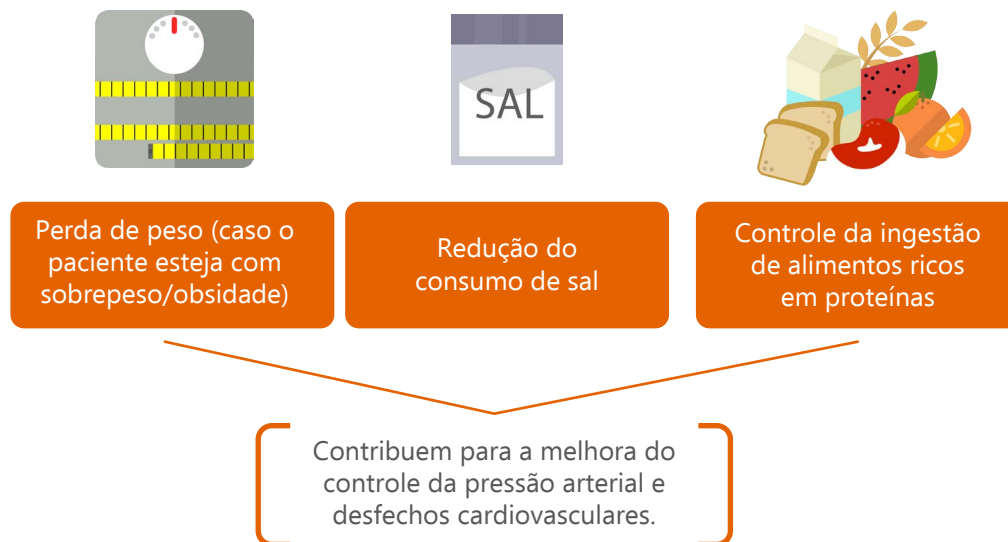 SAL
Perda de peso (caso o
paciente esteja com
sobrepeso/obsidade)
Redução do
consumo de sal
Controle da ingestão
de alimentos ricos
em proteínas
Contribuem para a melhora do
controle da pressão arterial e
desfechos cardiovasculares.